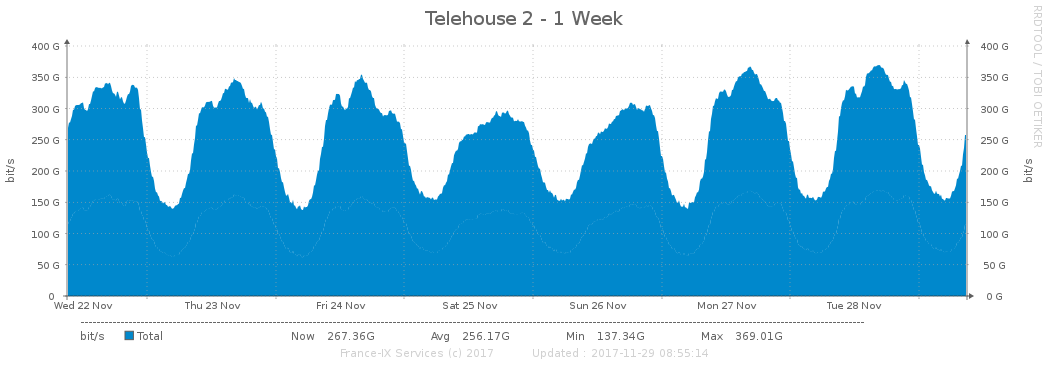 Telehouse 2 - 1 Week
RRDTOOL / TOBI OETIKER
bit/s
400 G 400 G
350 G 350 G
300 G 300 G
250 G 250 G
200 G 200 G
150 G 150 G
100 G 100 G
50 G 50 G
0 0 G
bit/s
Wed 22 Nov Thu 23 Nov Fri 24 Nov Sat 25 Nov Sun 26 Nov Mon 27 Nov Tue 28 Nov
bit/s Total Now 267.36G Avg 256.17G Min 137.34G Max 369.01G
France-IX Services (c) 2017 Updated : 2017-11-29 08:55:14